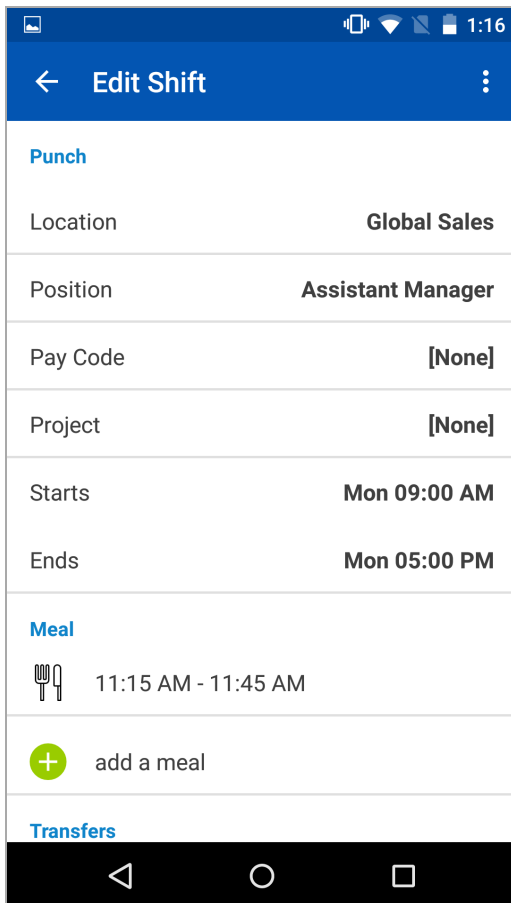 1:16
Edit Shift
Punch
Location Global Sales
Position Assistant Manager
Pay Code [None]
Project [None]
Starts Mon 09:00 AM
Ends Mon 05:00 PM
Meal
11:15 AM - 11:45 AM
add a meal
Transfers